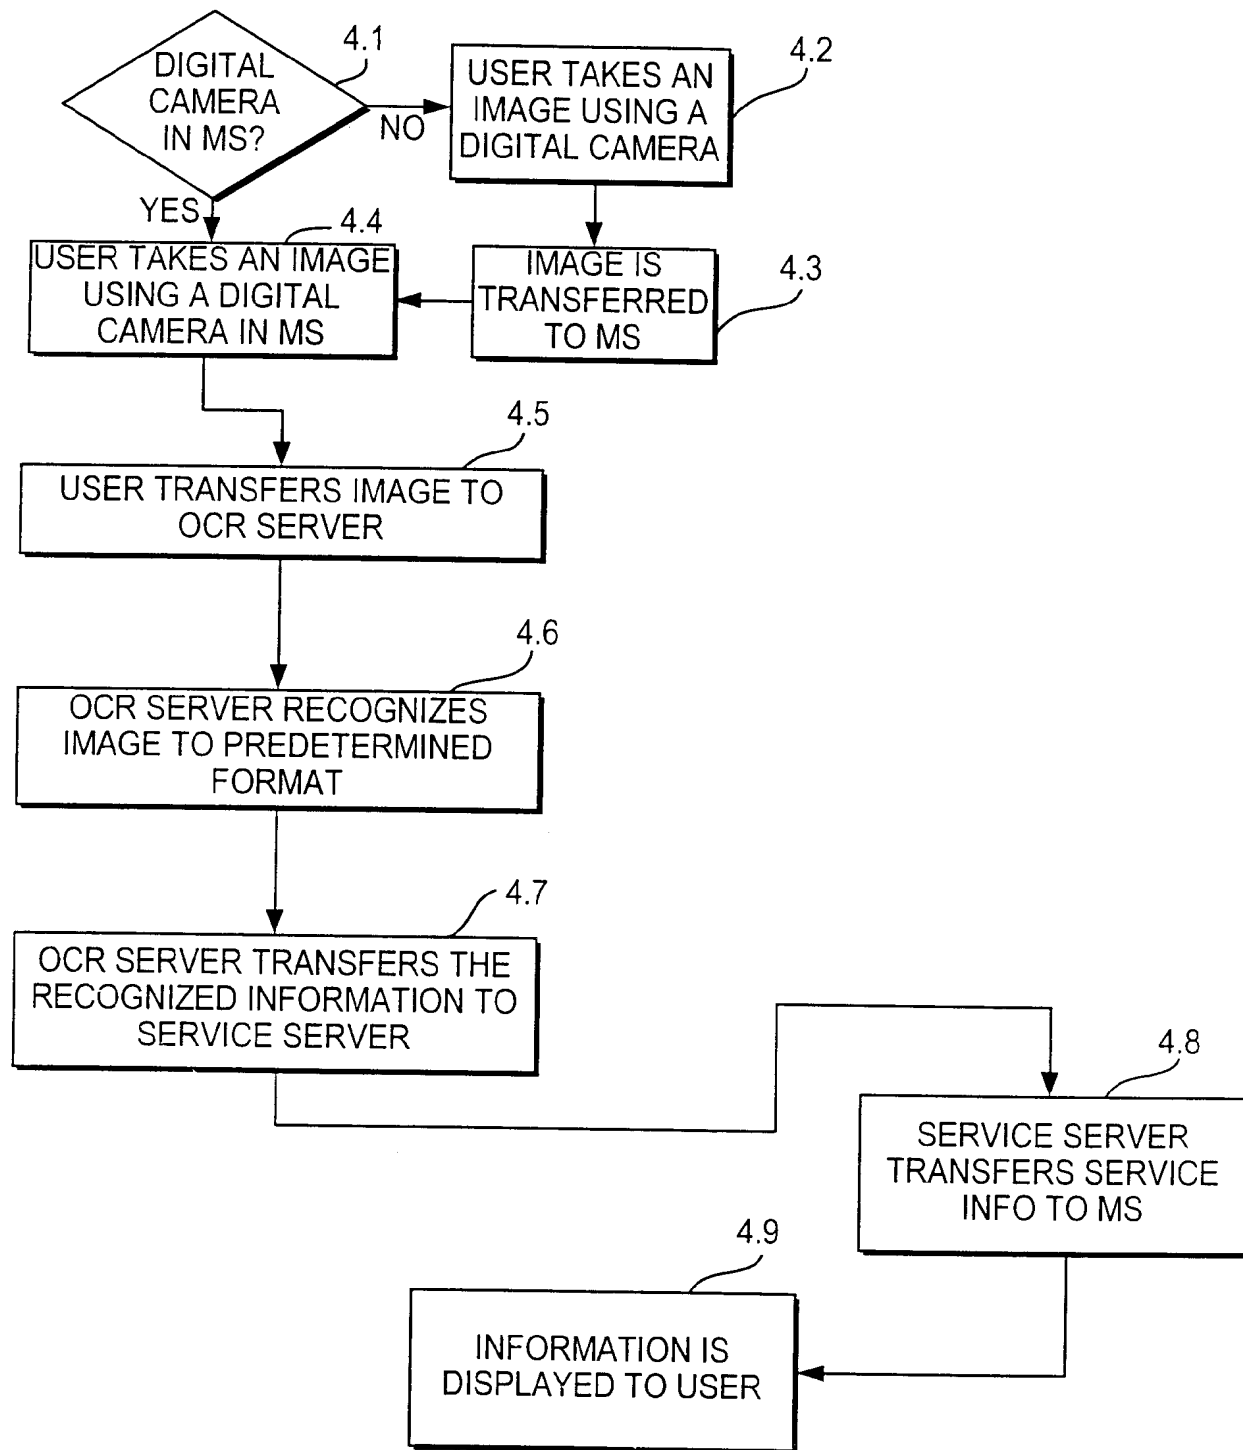 4.1
DIGITAL
CAMERA
IN MS?
NO
YES
4.2
USER TAKES AN
IMAGE USING A
DIGITAL CAMERA
4.3
IMAGE IS
TRANSFERRED
TO MS
4.4
USER TAKES AN IMAGE
USING A DIGITAL
CAMERA IN MS
4.5
USER TRANSFERS IMAGE TO
OCR SERVER
4.6
OCR SERVER RECOGNIZES
IMAGE TO PREDETERMINED
FORMAT
4.7
OCR SERVER TRANSFERS THE
RECOGNIZED INFORMATION TO
SERVICE SERVER
4.8
SERVICE SERVER
TRANSFERS SERVICE
INFO TO MS
4.9
INFORMATION IS
DISPLAYED TO USER